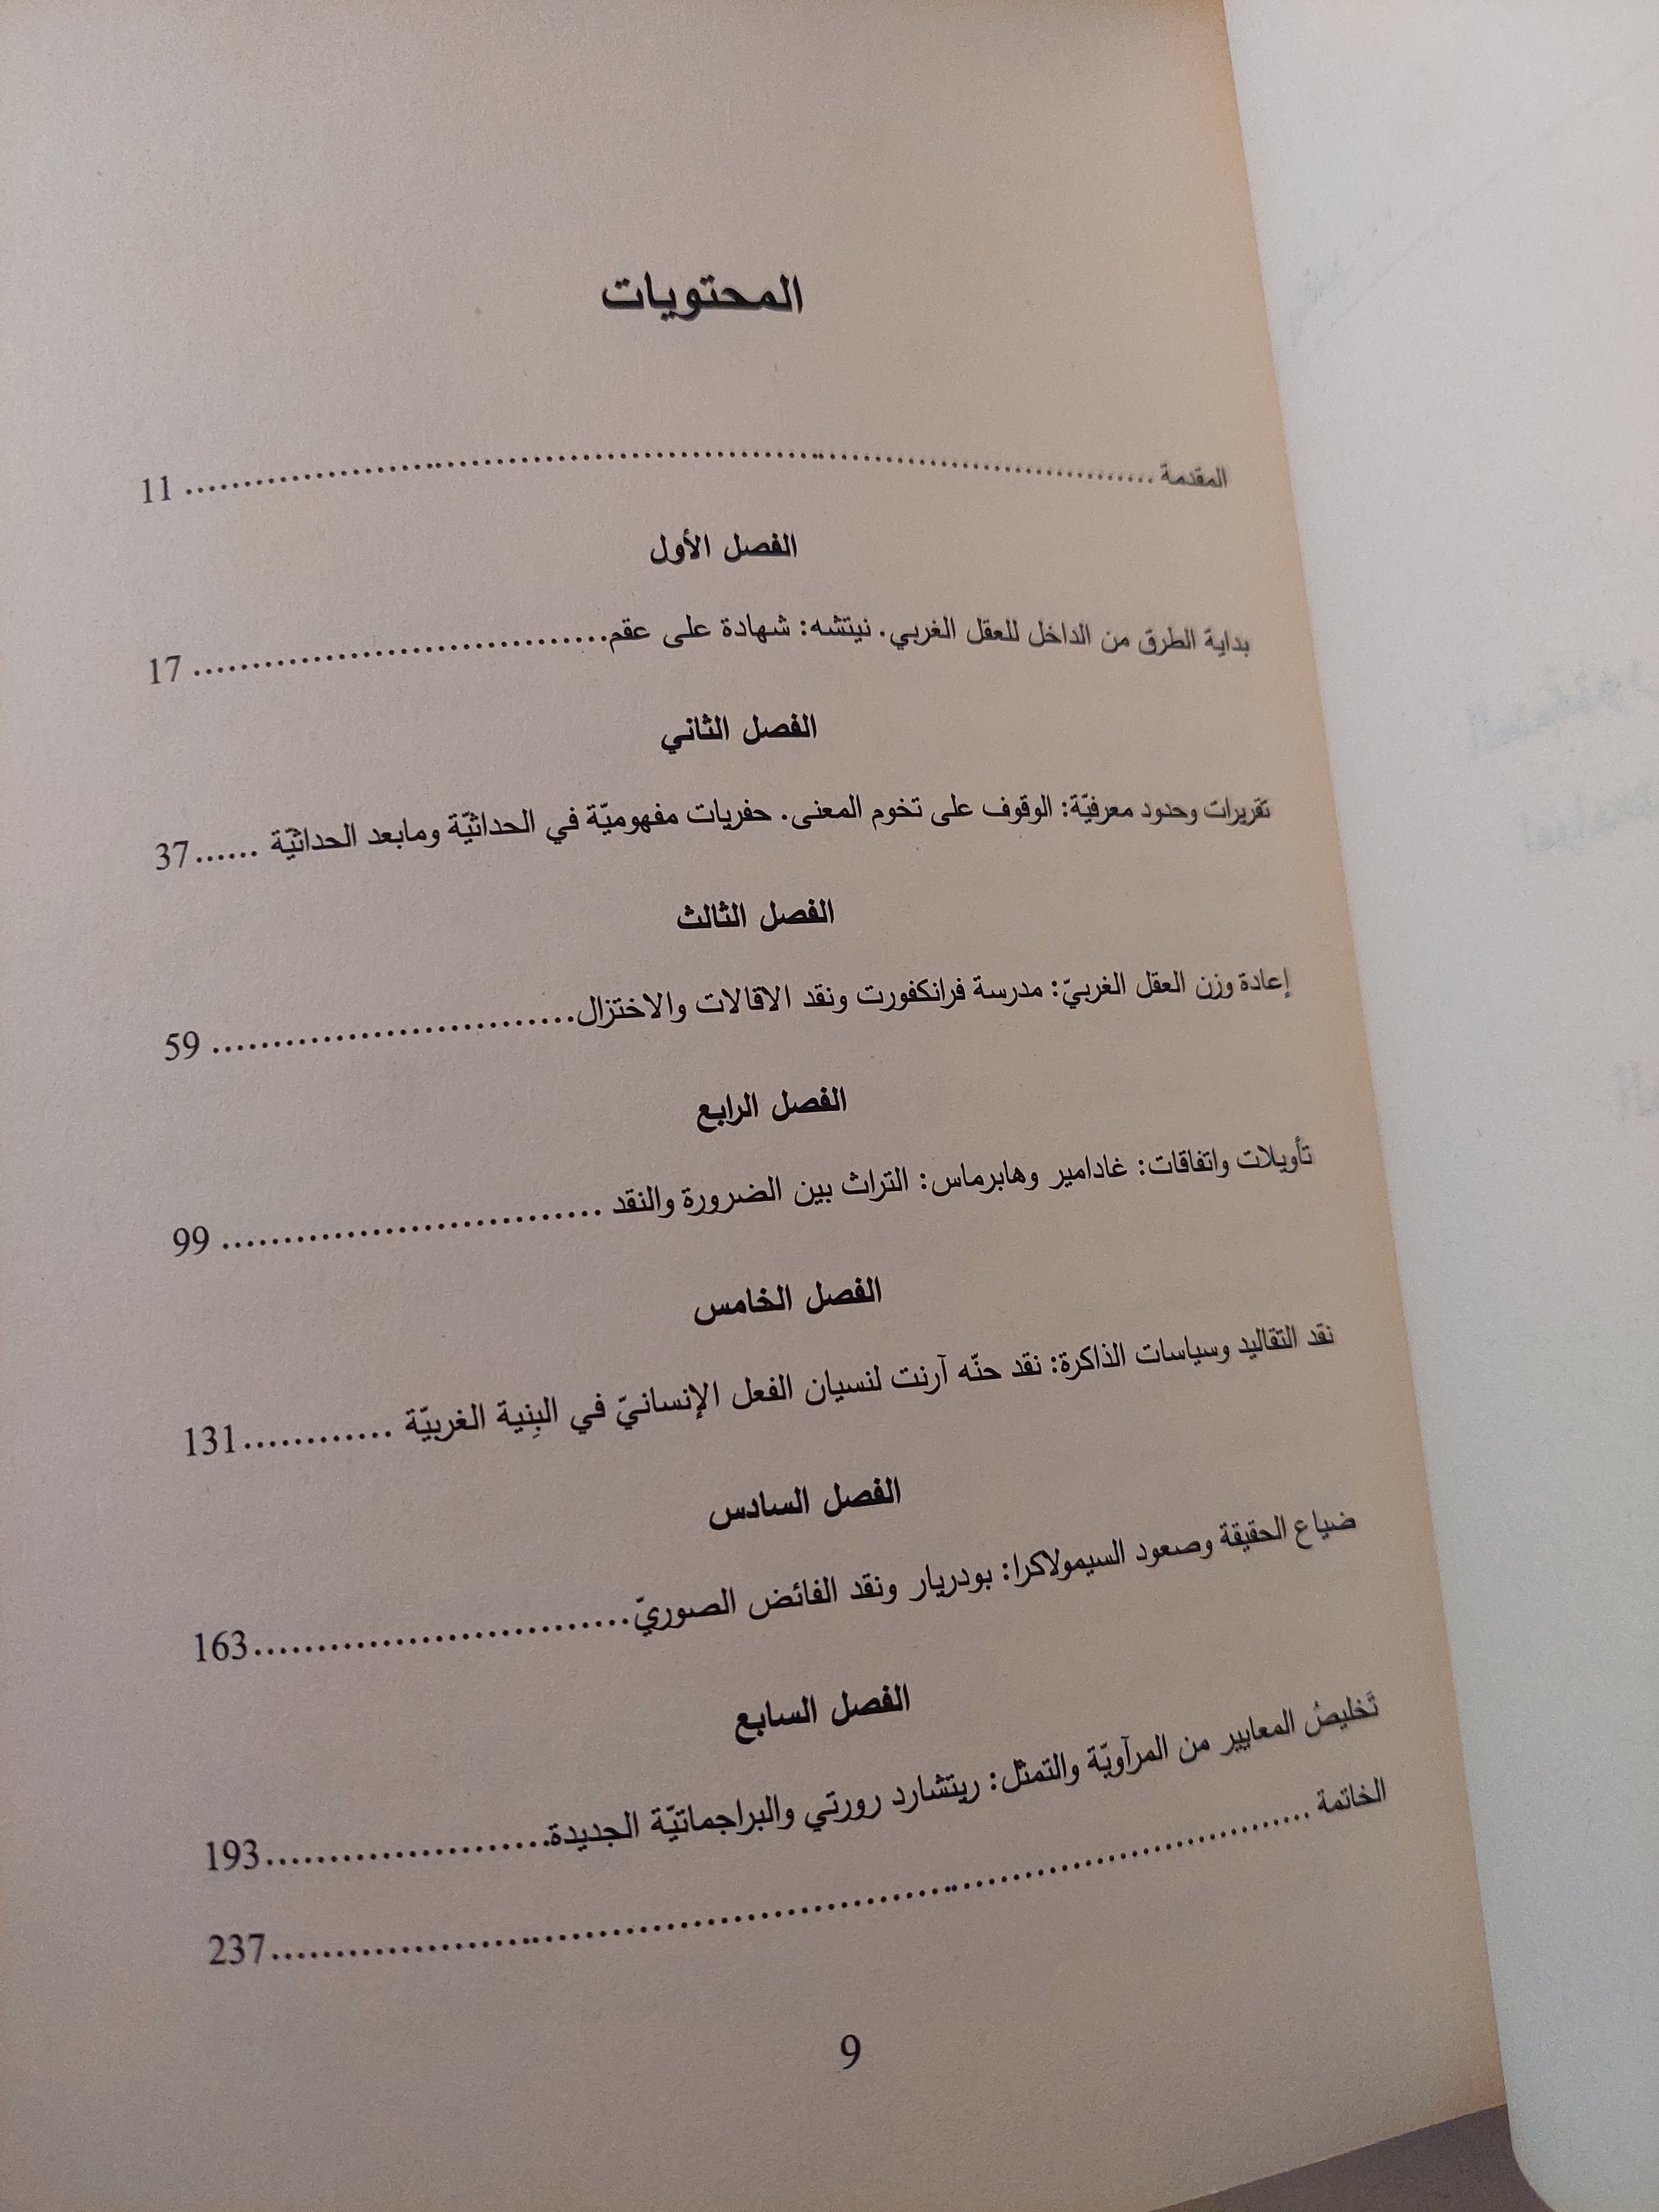 المحتويات
المقدمة ........................................ 11
الفصل الأول
بداية الطرق من الداخل للعقل الغربي. نيتشه: شهادة على عقم........................ 17
الفصل الثاني
تقريرات وحدود معرفيّة: الوقوف على تخوم المعنى. حفريات مفهوميّة في الحداثيّة ومابعد الحداثيّة ......37
الفصل الثالث
إعادة وزن العقل الغربيّ: مدرسة فرانكفورت ونقد الاقالات والاختزال........................ 59
الفصل الرابع
تأويلات واتفاقات: غادامير وهابرماس: التراث بين الضرورة والنقد ........................ 99
الفصل الخامس
نقد التقاليد وسياسات الذاكرة: نقد حنّه آرنت لنسيان الفعل الإنسانيّ في البِنية الغربيّة ............131
الفصل السادس
ضياع الحقيقة وصعود السيمولاكرا: بودريار ونقد الفائض الصوريّ........................163
الفصل السابع
تَخليصُ المعايير من المرآويّة والتمثل: ريتشارد رورتي والبراجماتيّة الجديدة.....................193
الخاتمة ........................................237
9